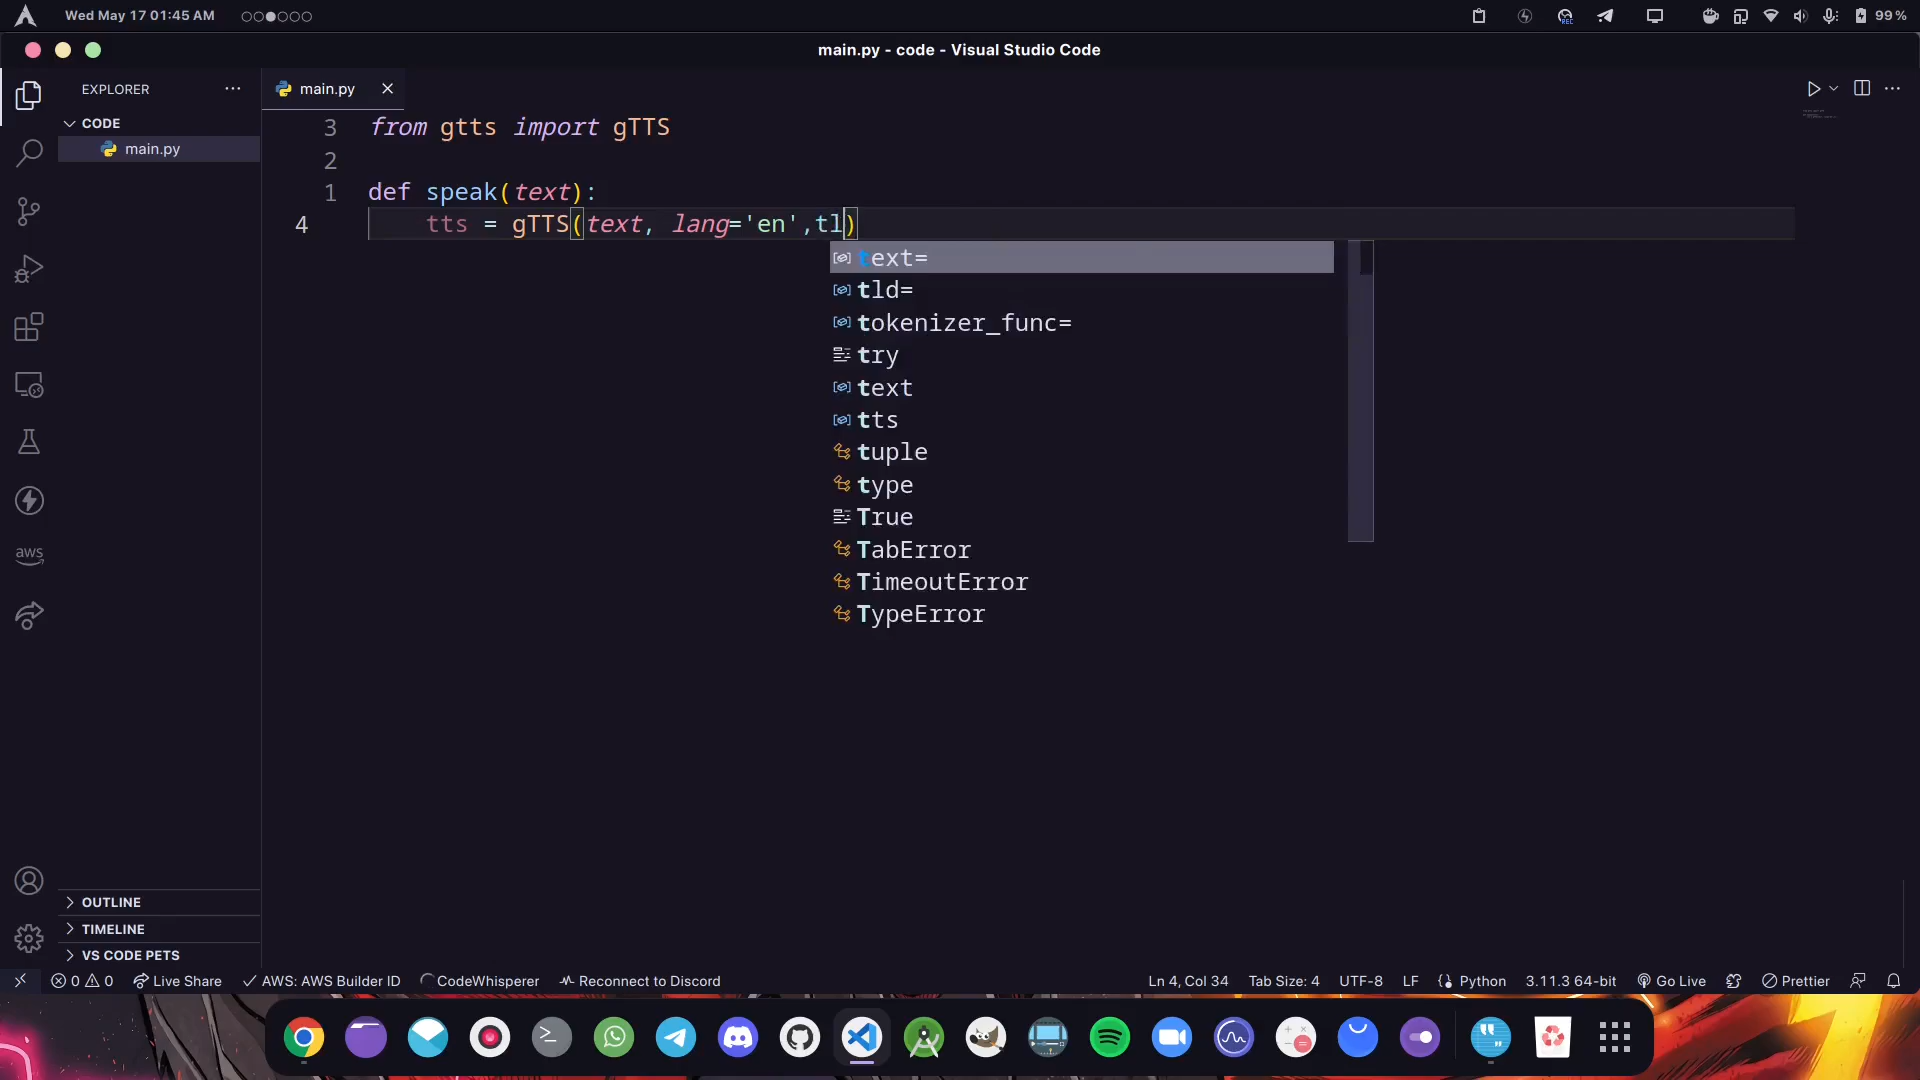 Wed May 17 01:45 AM
99 %
main.py - code - Visual Studio Code
EXPLORER
main.py
CODE
main.py
3 from gtts import gTTS
2
1 def speak(text):
4 tts = gTTS(text, lang='en',tl)
text=
tld=
tokenizer_func=
try
text
tts
tuple
type
True
TabError
TimeoutError
TypeError
aws
OUTLINE
TIMELINE
VS CODE PETS
0 0 Live Share AWS: AWS Builder ID CodeWhisperer Reconnect to Discord Ln 4, Col 34 Tab Size: 4 UTF-8 LF Python 3.11.3 64-bit Go Live Prettier